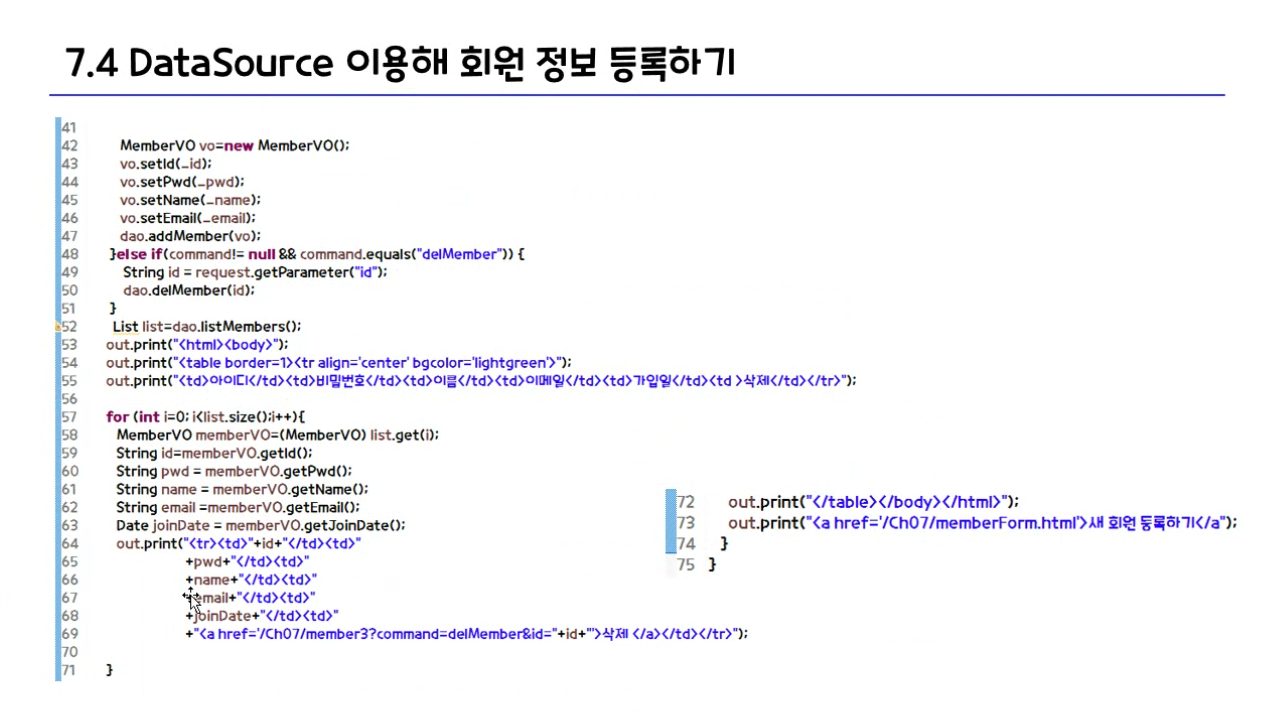 7.4 DataSource 이용해 회원 정보 등록하기
41
42 MemberVO vo=new MemberVO();
43 vo.setId(_id);
44 vo.setPwd(_pwd);
45 vo.setName(_name);
46 vo.setEmail(_email);
47 dao.addMember(vo);
48 }else if(command!= null && command.equals("delMember")) {
49 String id = request.getParameter("id");
50 dao.delMember(id);
51 }
52 List list=dao.listMembers();
53 out.print("<html><body>");
54 out.print("<table border=1><tr align='center' bgcolor='lightgreen'>");
55 out.print("<td>아이디</td><td>비밀번호</td><td>이름</td><td>이메일</td><td>가입일</td><td >삭제</td></tr>");
56
57 for (int i=0; i<list.size();i++){
58 MemberVO memberVO=(MemberVO) list.get(i);
59 String id=memberVO.getId();
60 String pwd = memberVO.getPwd();
61 String name = memberVO.getName();
62 String email =memberVO.getEmail();
63 Date joinDate = memberVO.getJoinDate();
64 out.print("<tr><td>"+id+"</td><td>"
65 +pwd+"</td><td>"
66 +name+"</td><td>"
67 +email+"</td><td>"
68 +joinDate+"</td><td>"
69 +"<a href='/Ch07/member3?command=delMember&id="+id+"'>삭제 </a></td></tr>");
70
71 }
72 out.print("</table></body></html>");
73 out.print("<a href='/Ch07/memberForm.html'>새 회원 등록하기</a");
74 }
75 }